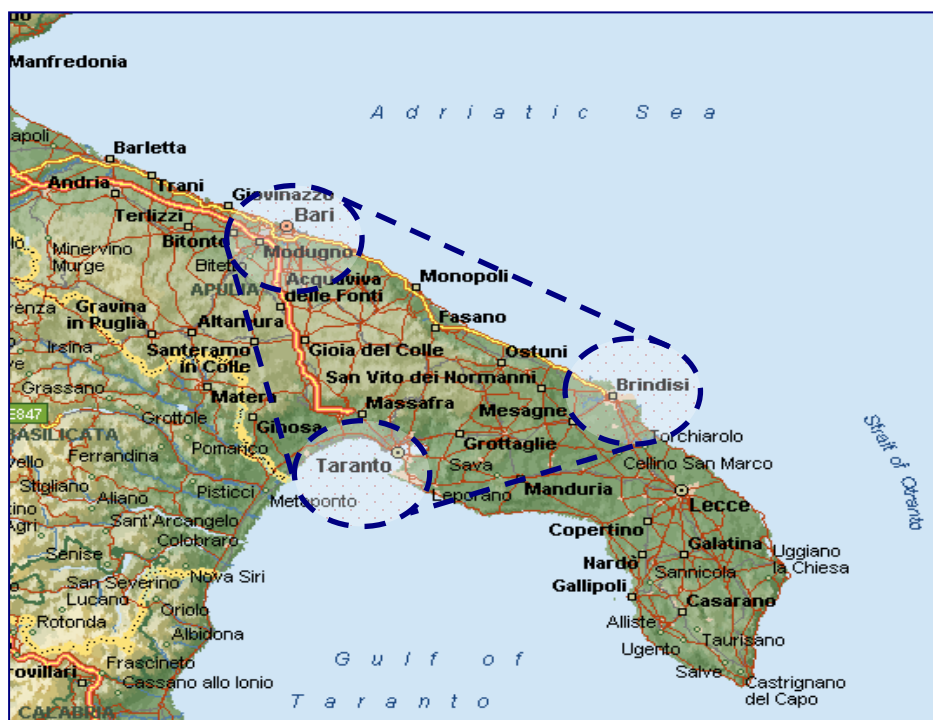 Manfredonia
Adriatic Sea
apoli
Barletta
Andria
Trani
Giovinazzo
Terlizzi
Bari
Bitonto
Modugno
Minervino
Murge
Bitetto
Acquaviva
delle Fonti
APULIA
Monopoli
Gravina
in Puglia
Altamura
Fasano
Irsina
Santeramo
in Colle
Gioia del Colle
Ostuni
Grassano
Matera
San Vito dei Normanni
Brindisi
E847
Grottole
Ginosa
Massafra
Mesagne
BASILICATA
Ferrandina
Pomarico
Grottaglie
Torchiarolo
Strait of Otranto
Taranto
Sava
Cellino San Marco
Stigliano
Aliano
Pisticci
Metaponto
Leporano
Manduria
Lecce
Agri
Sant'Arcangelo
Copertino
Colobraro
Senise
Nardò
Galatina
Uggiano
la Chiesa
San Severino
Lucano
Nova Siri
Sannicola
Gallipoli
Oriolo
Casarano
Rotonda
Albidona
Alliste
Taurisano
Ugento
Gulf of
Taranto
Frascineto
Salve
rovillari
Cassano allo Ionio
Castrignano
del Capo
CALABRIA